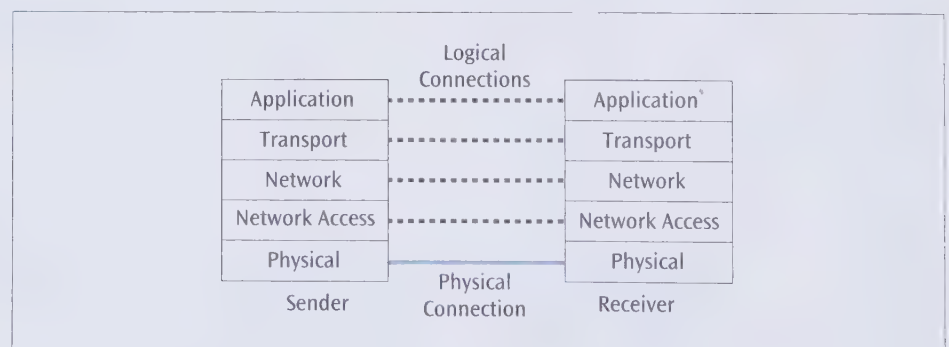 Logical
Connections
Application
Application
Transport
Transport
Network
Network
Network Access
Network Access
Physical
Physical
Physical
Connection
Sender
Receiver